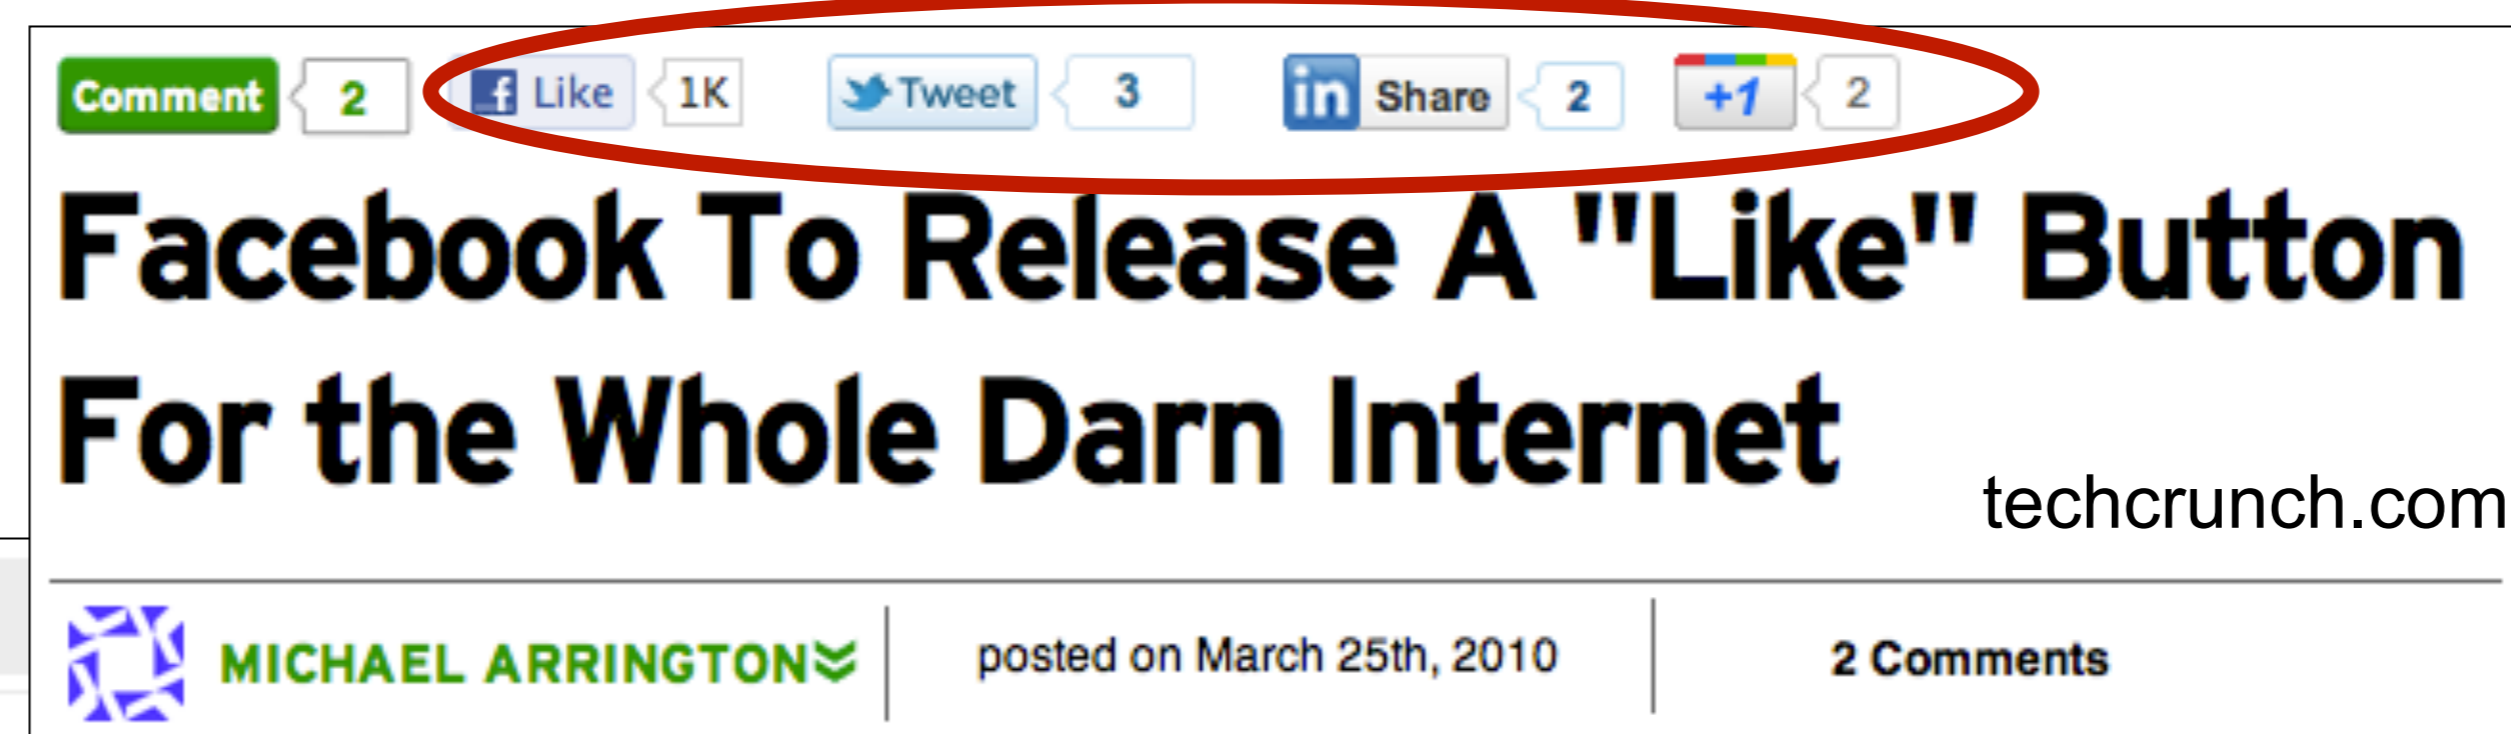 Comment 2 f Like 1K Tweet 3 in Share 2 +1 2
Facebook To Release A "Like" Button
For the Whole Darn Internet
techcrunch.com
MICHAEL ARRINGTON posted on March 25th, 2010 2 Comments